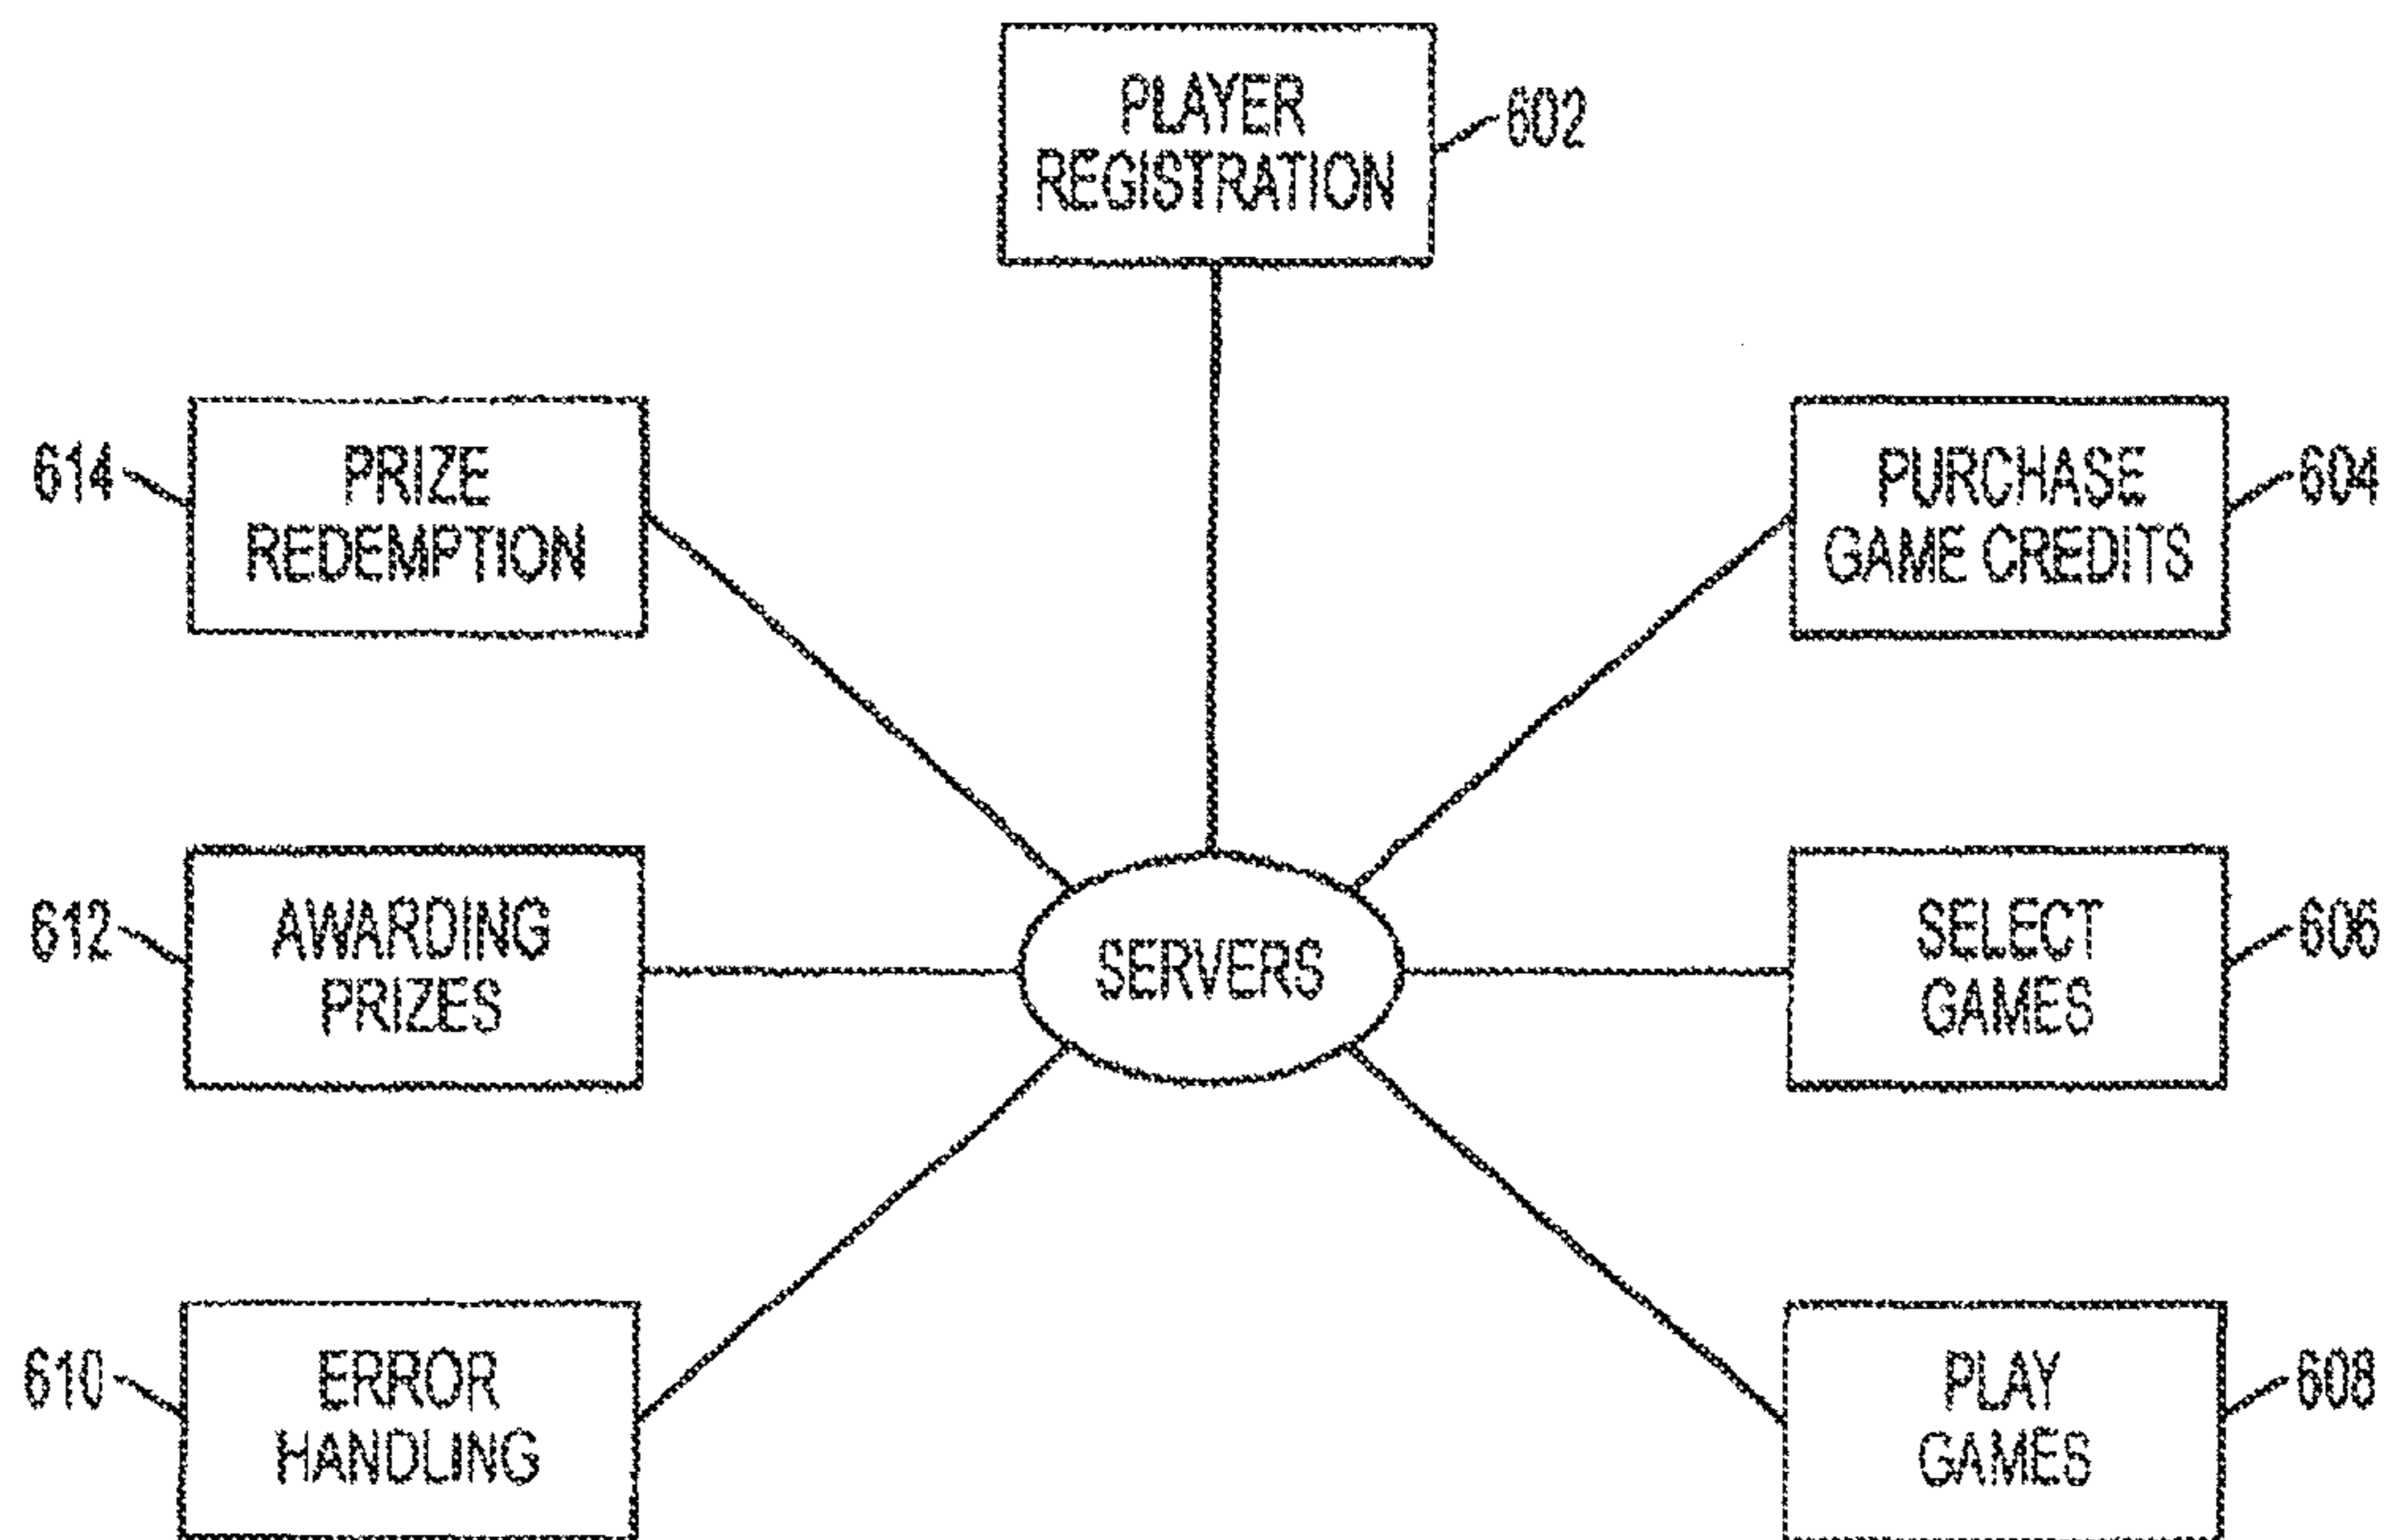 PLAYER
REGISTRATION
602
614
PRIZE
REDEMPTION
PURCHASE
GAME CREDITS
604
612
AWARDING
PRIZES
SERVERS
SELECT
GAMES
606
610
ERROR
HANDLING
PLAY
GAMES
608